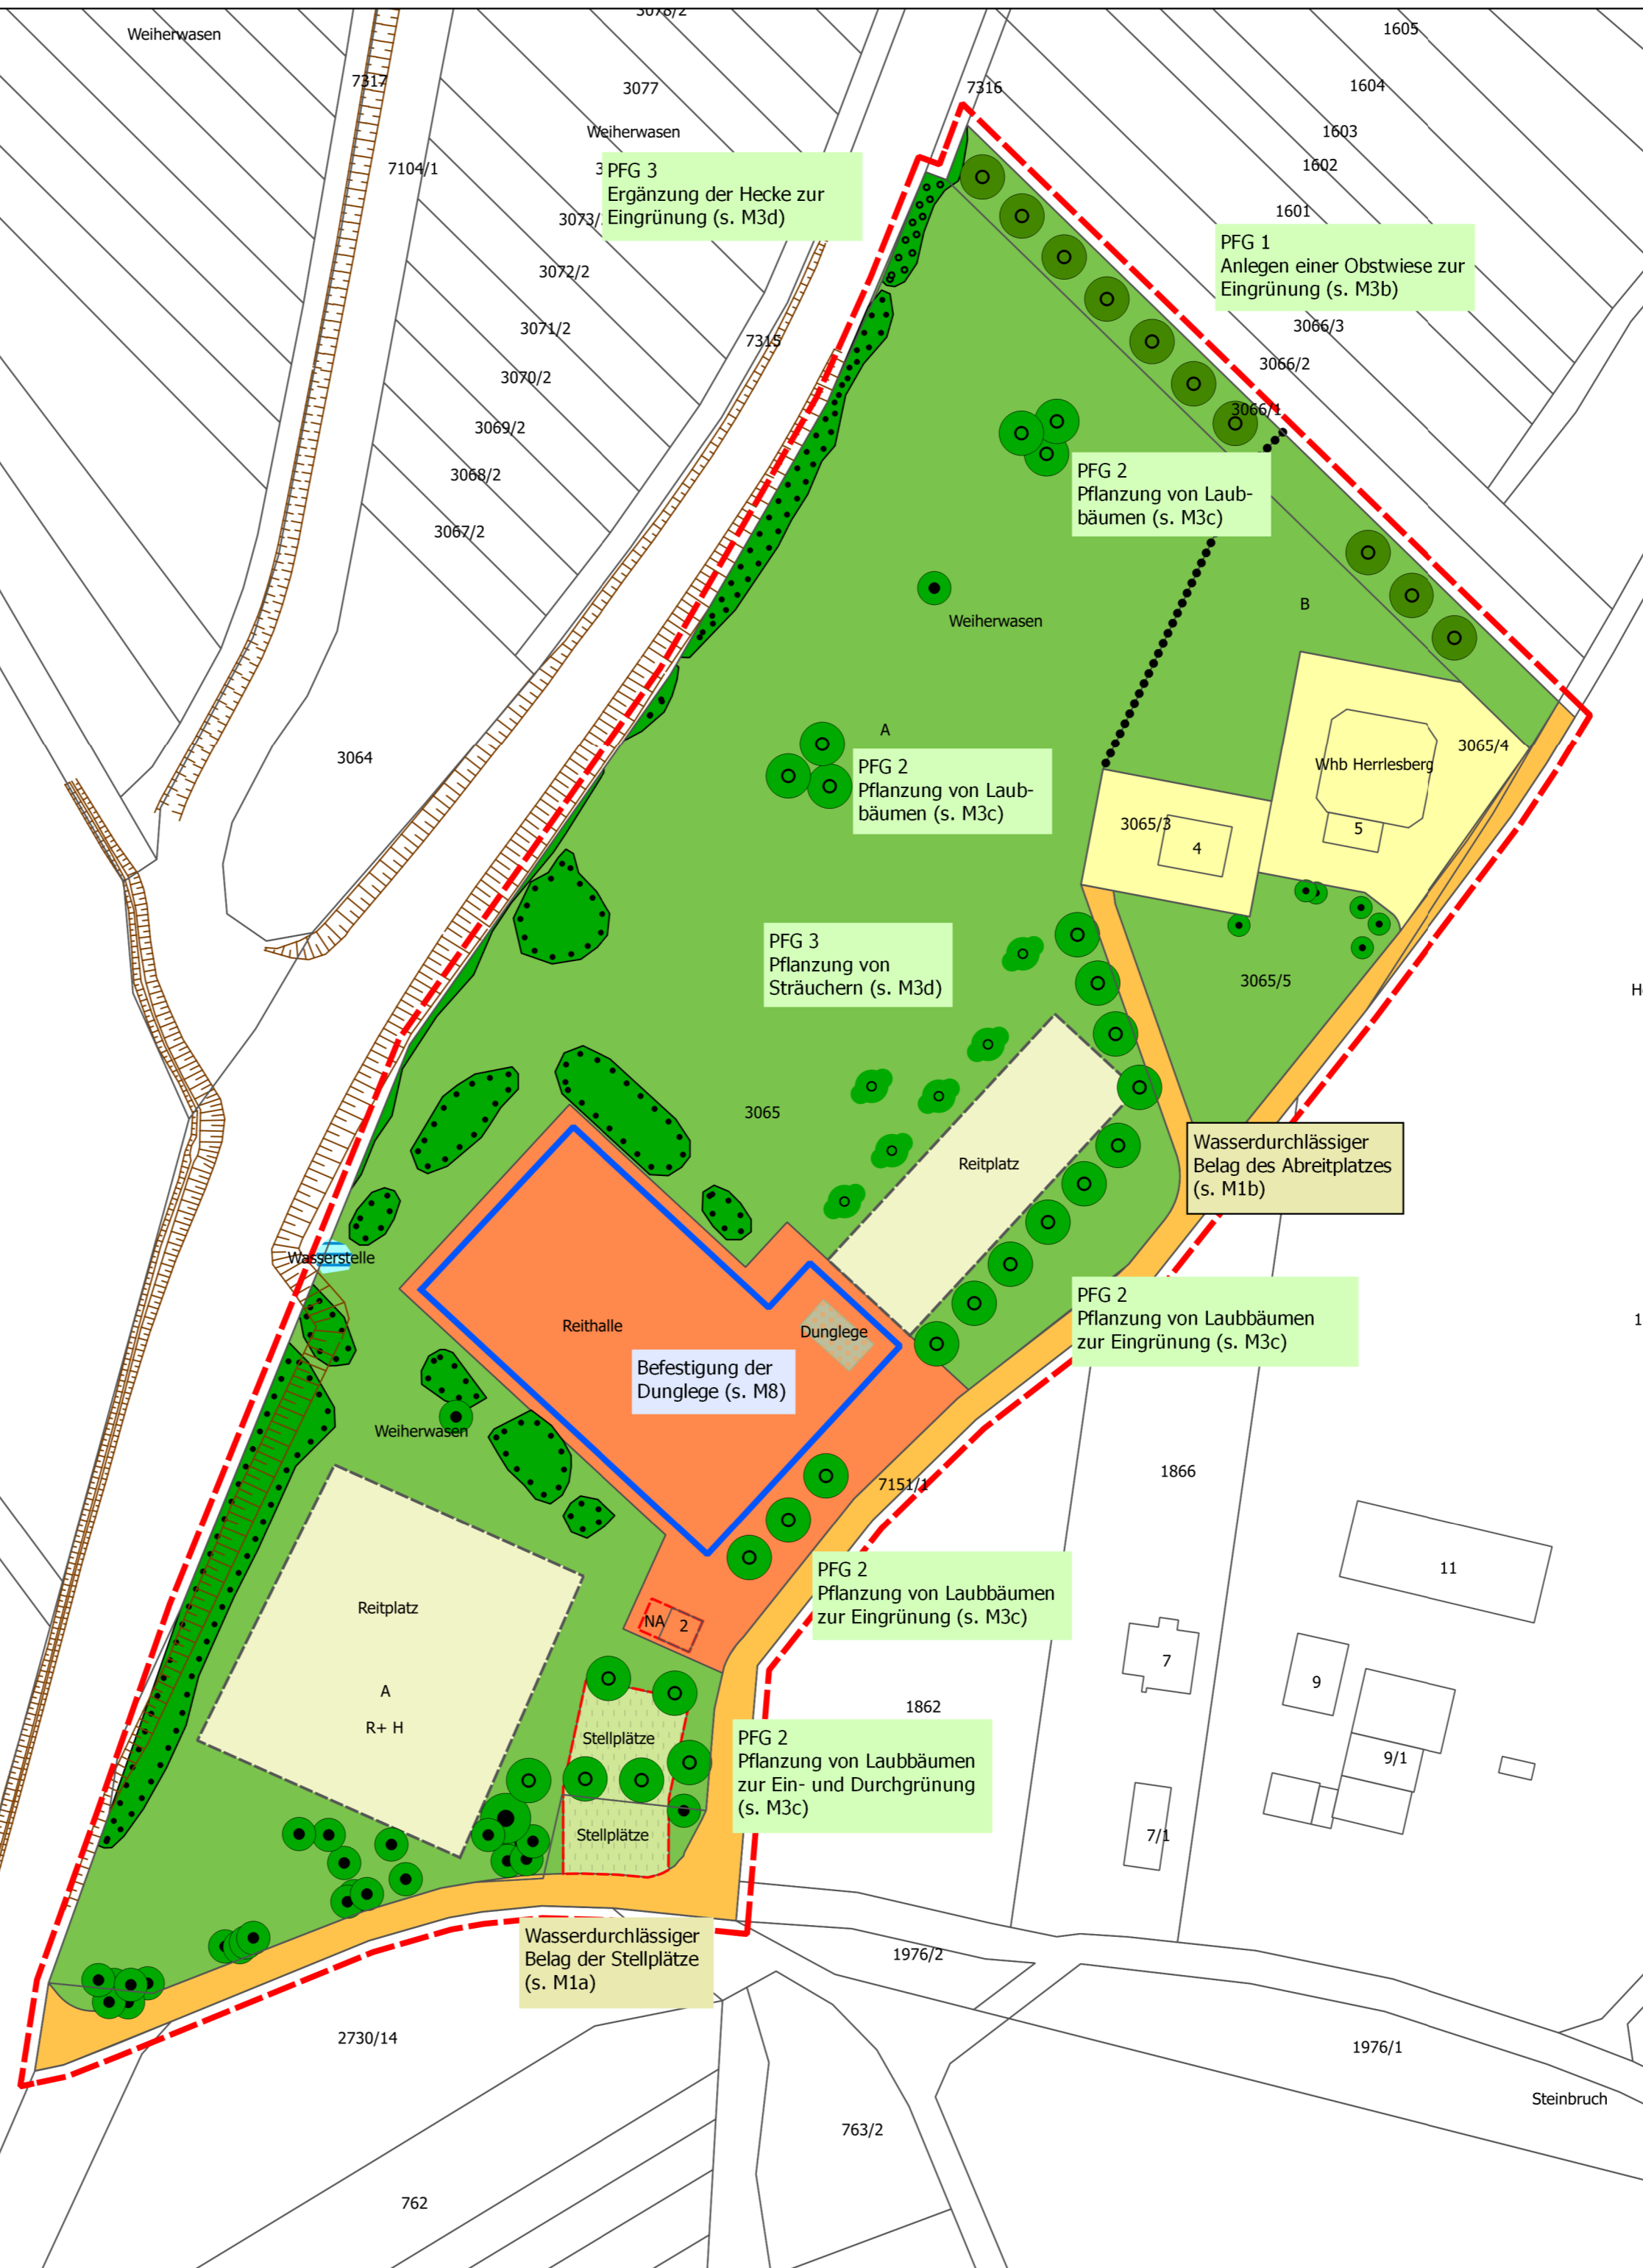 3078/2
Weiherwasen
1605
7317
3077
7316
1604
Weiherwasen
1603
7104/1
PFG 3
Ergänzung der Hecke zur
Eingrünung (s. M3d)
1602
3073/
1601
PFG 1
Anlegen einer Obstwiese zur
Eingrünung (s. M3b)
3072/2
3071/2
7315
3066/3
3070/2
3066/2
3066/1
3069/2
3068/2
PFG 2
Pflanzung von Laub-
bäumen (s. M3c)
3067/2
B
Weiherwasen
A
3065/4
3064
Whb Herrlesberg
PFG 2
Pflanzung von Laub-
bäumen (s. M3c)
3065/3
4
5
PFG 3
Pflanzung von
Sträuchern (s. M3d)
3065/5
3065
Reitplatz
Wasserdurchlässiger
Belag des Abreitplatzes
(s. M1b)
Wasserstelle
Reithalle
Dunglege
PFG 2
Pflanzung von Laubbäumen
zur Eingrünung (s. M3c)
Befestigung der
Dunglege (s. M8)
Weiherwasen
1866
7151/1
11
PFG 2
Pflanzung von Laubbäumen
zur Eingrünung (s. M3c)
Reitplatz
NA
2
7
9
A
R+ H
1862
Stellplätze
PFG 2
Pflanzung von Laubbäumen
zur Ein- und Durchgrünung
(s. M3c)
9/1
Stellplätze
7/1
Wasserdurchlässiger
Belag der Stellplätze
(s. M1a)
1976/2
2730/14
1976/1
Steinbruch
763/2
762